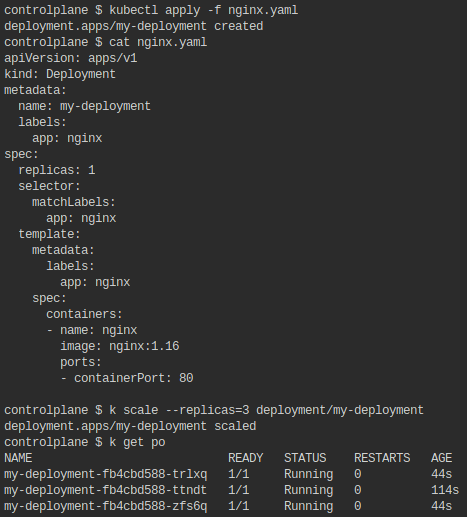 controlplane $ kubectl apply -f nginx.yaml
deployment.apps/my-deployment created
controlplane $ cat nginx.yaml
apiVersion: apps/v1
kind: Deployment
metadata:
  name: my-deployment
  labels:
    app: nginx
spec:
  replicas: 1
  selector:
    matchLabels:
      app: nginx
  template:
    metadata:
      labels:
        app: nginx
    spec:
      containers:
      - name: nginx
        image: nginx:1.16
        ports:
        - containerPort: 80

controlplane $ k scale --replicas=3 deployment/my-deployment
deployment.apps/my-deployment scaled
controlplane $ k get po
NAME                            READY   STATUS    RESTARTS   AGE
my-deployment-fb4cbd588-trlxq   1/1     Running   0          44s
my-deployment-fb4cbd588-ttndt   1/1     Running   0          114s
my-deployment-fb4cbd588-zfs6q   1/1     Running   0          44s